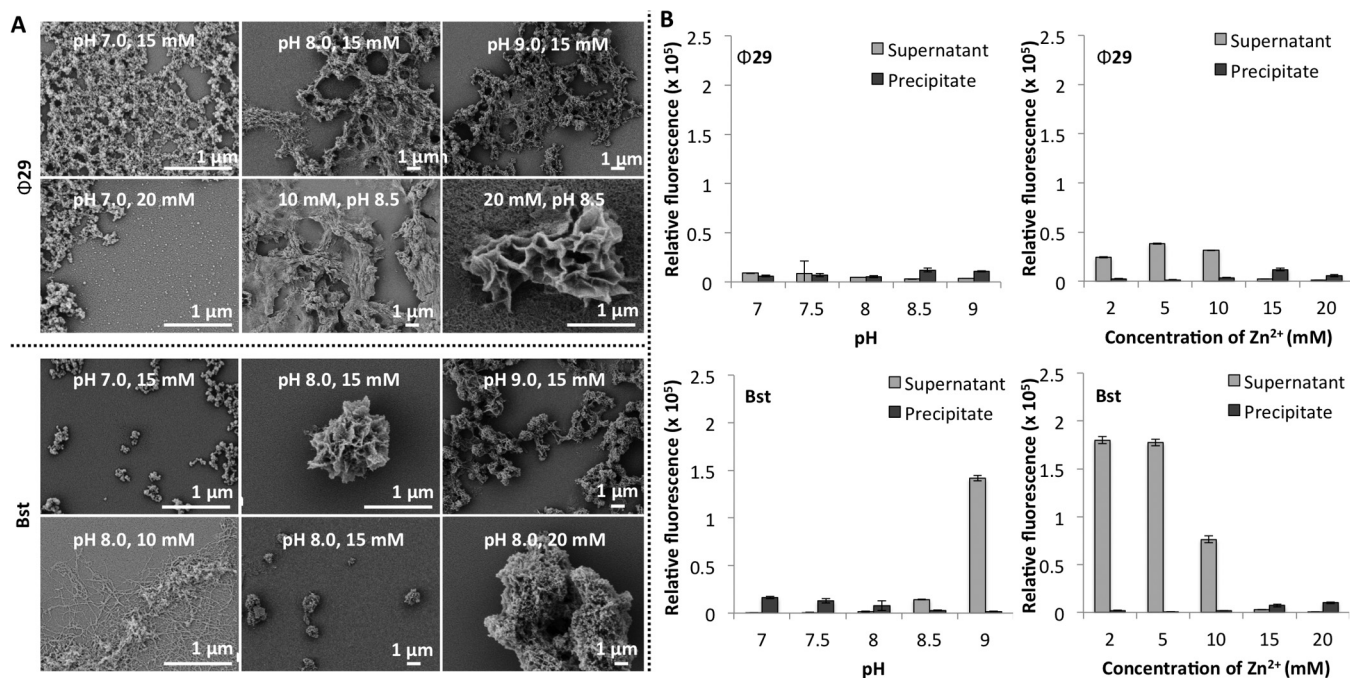 A
Φ29
pH 7.0, 15 mM
1 μm
pH 8.0, 15 mM
1 μm
pH 9.0, 15 mM
1 μm
pH 7.0, 20 mM
1 μm
10 mM, pH 8.5
1 μm
20 mM, pH 8.5
1 μm
Bst
pH 7.0, 15 mM
1 μm
pH 8.0, 15 mM
1 μm
pH 9.0, 15 mM
1 μm
pH 8.0, 10 mM
1 μm
pH 8.0, 15 mM
1 μm
pH 8.0, 20 mM
1 μm
B
Relative fluorescence (x 10⁵)
2.5
2
1.5
1
0.5
0
Φ29
Supernatant
Precipitate
7 7.5 8 8.5 9
pH
Relative fluorescence (x 10⁵)
2.5
2
1.5
1
0.5
0
Φ29
Supernatant
Precipitate
2 5 10 15 20
Concentration of Zn²⁺ (mM)
Relative fluorescence (x 10⁵)
2.5
2
1.5
1
0.5
0
Bst
Supernatant
Precipitate
7 7.5 8 8.5 9
pH
Relative fluorescence (x 10⁵)
2.5
2
1.5
1
0.5
0
Bst
Supernatant
Precipitate
2 5 10 15 20
Concentration of Zn²⁺ (mM)